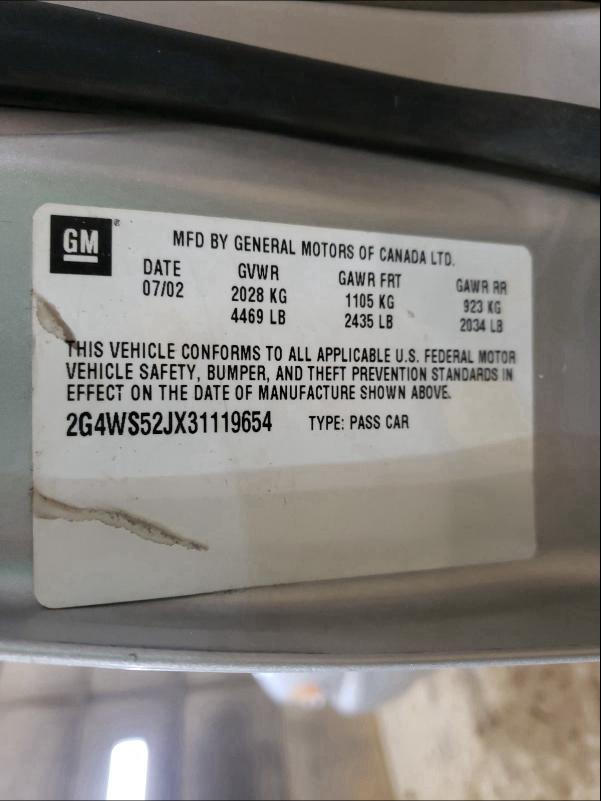 GM®
MFD BY GENERAL MOTORS OF CANADA LTD.
DATE GVWR GAWR FRT GAWR RR
07/02 2028 KG 1105 KG 923 KG
4469 LB 2435 LB 2034 LB
THIS VEHICLE CONFORMS TO ALL APPLICABLE U.S. FEDERAL MOTOR
VEHICLE SAFETY, BUMPER, AND THEFT PREVENTION STANDARDS IN
EFFECT ON THE DATE OF MANUFACTURE SHOWN ABOVE.
2G4WS52JX31119654 TYPE: PASS CAR